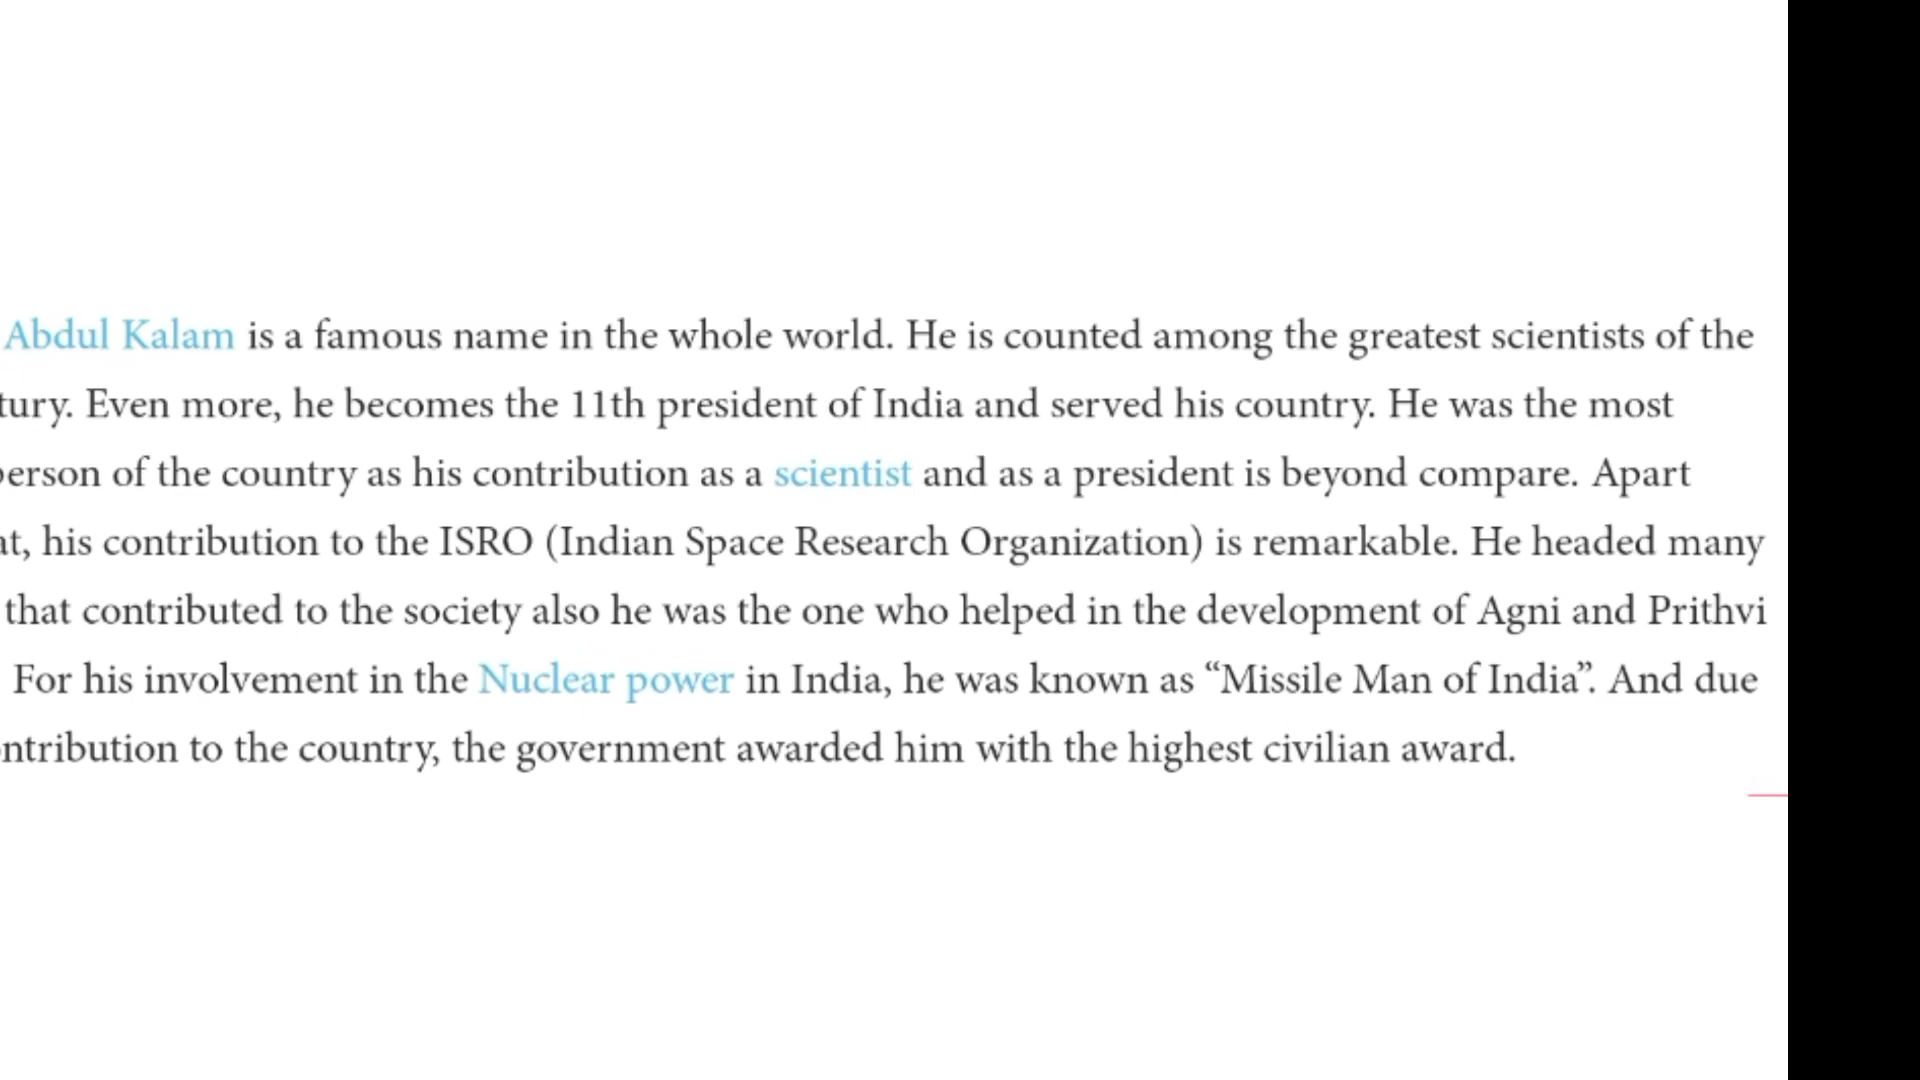 Abdul Kalam is a famous name in the whole world. He is counted among the greatest scientists of the
tury. Even more, he becomes the 11th president of India and served his country. He was the most
erson of the country as his contribution as a scientist and as a president is beyond compare. Apart
at, his contribution to the ISRO (Indian Space Research Organization) is remarkable. He headed many
that contributed to the society also he was the one who helped in the development of Agni and Prithvi
For his involvement in the Nuclear power in India, he was known as “Missile Man of India”. And due
ntribution to the country, the government awarded him with the highest civilian award.